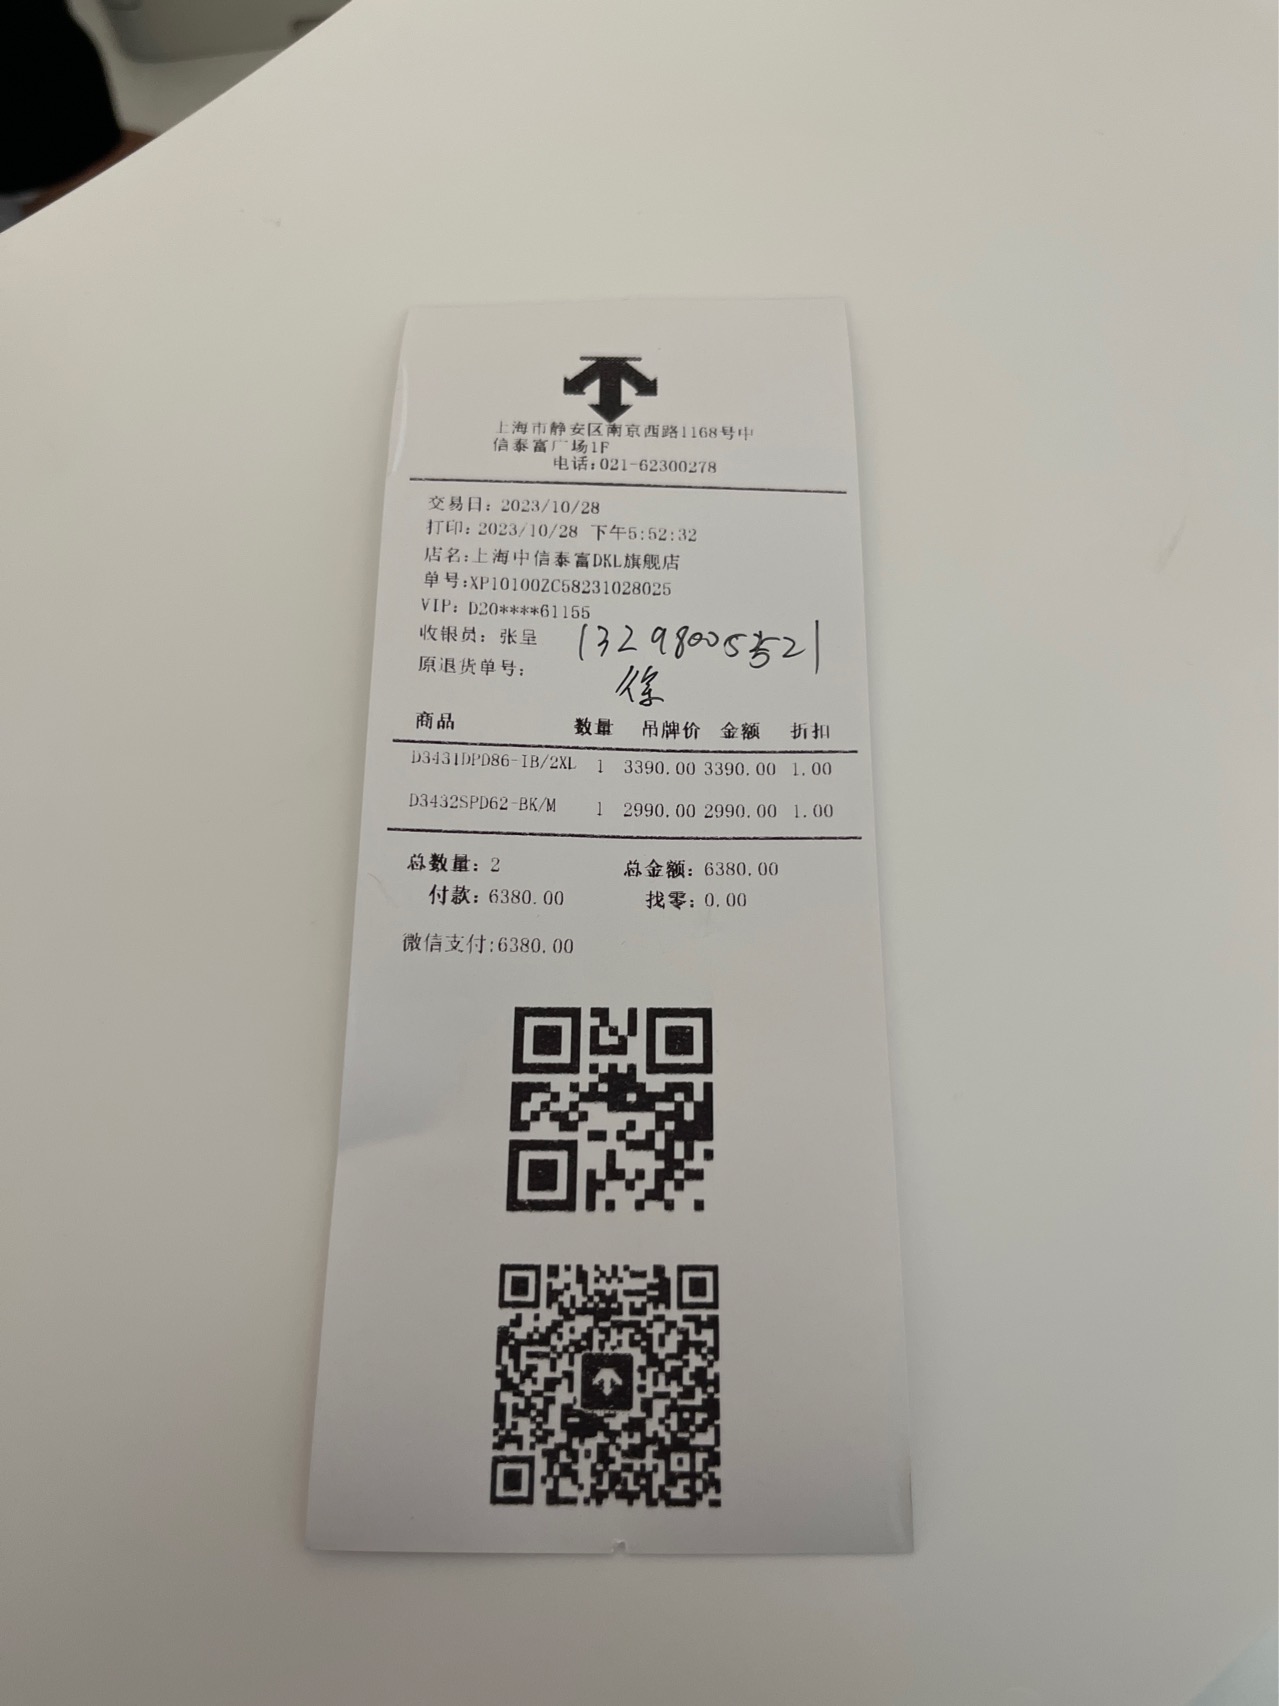 上海市静安区南京西路1168号中
信泰富广场1F
电话:021-62300278
交易日: 2023/10/28
打印: 2023/10/28 下午5:52:32
店名:上海中信泰富DKL旗舰店
单号:XP10100ZC58231028025
VIP: D20****61155
收银员: 张呈
原退货单号:
徐
商品 数量 吊牌价 金额 折扣
D3431DPD86-IB/2XL 1 3390.00 3390.00 1.00
D3432SPD62-BK/M 1 2990.00 2990.00 1.00
总数量: 2 总金额: 6380.00
付款: 6380.00 找零: 0.00
微信支付:6380.00